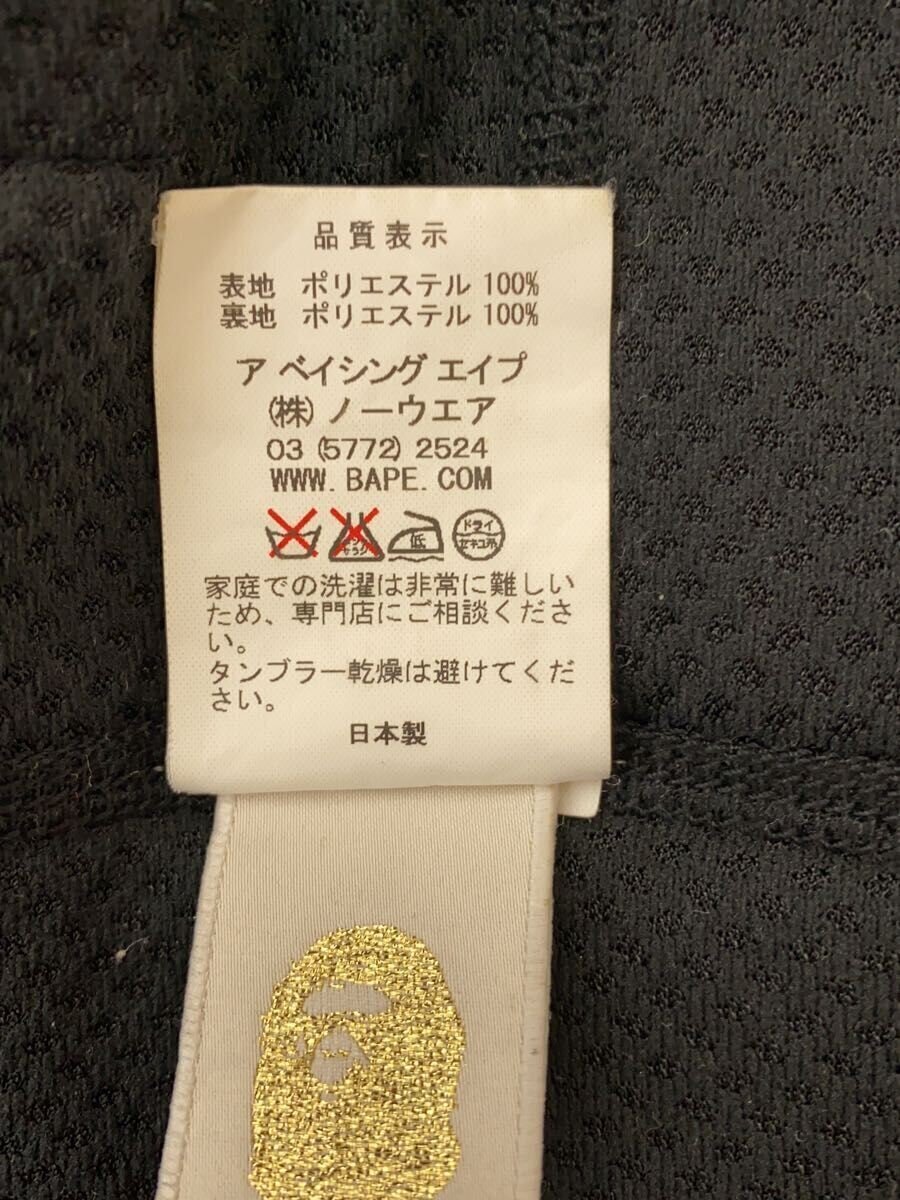 品質表示
表地 ポリエステル 100%
裏地 ポリエステル 100%
ア ベイシング エイプ
(株) ノーウエア
03 (5772) 2524
WWW. BAPE. COM
低 ドライ
セキユ系
家庭での洗濯は非常に難しい
ため、専門店にご相談くださ
い。
タンブラー乾燥は避けてくだ
さい。
日本製